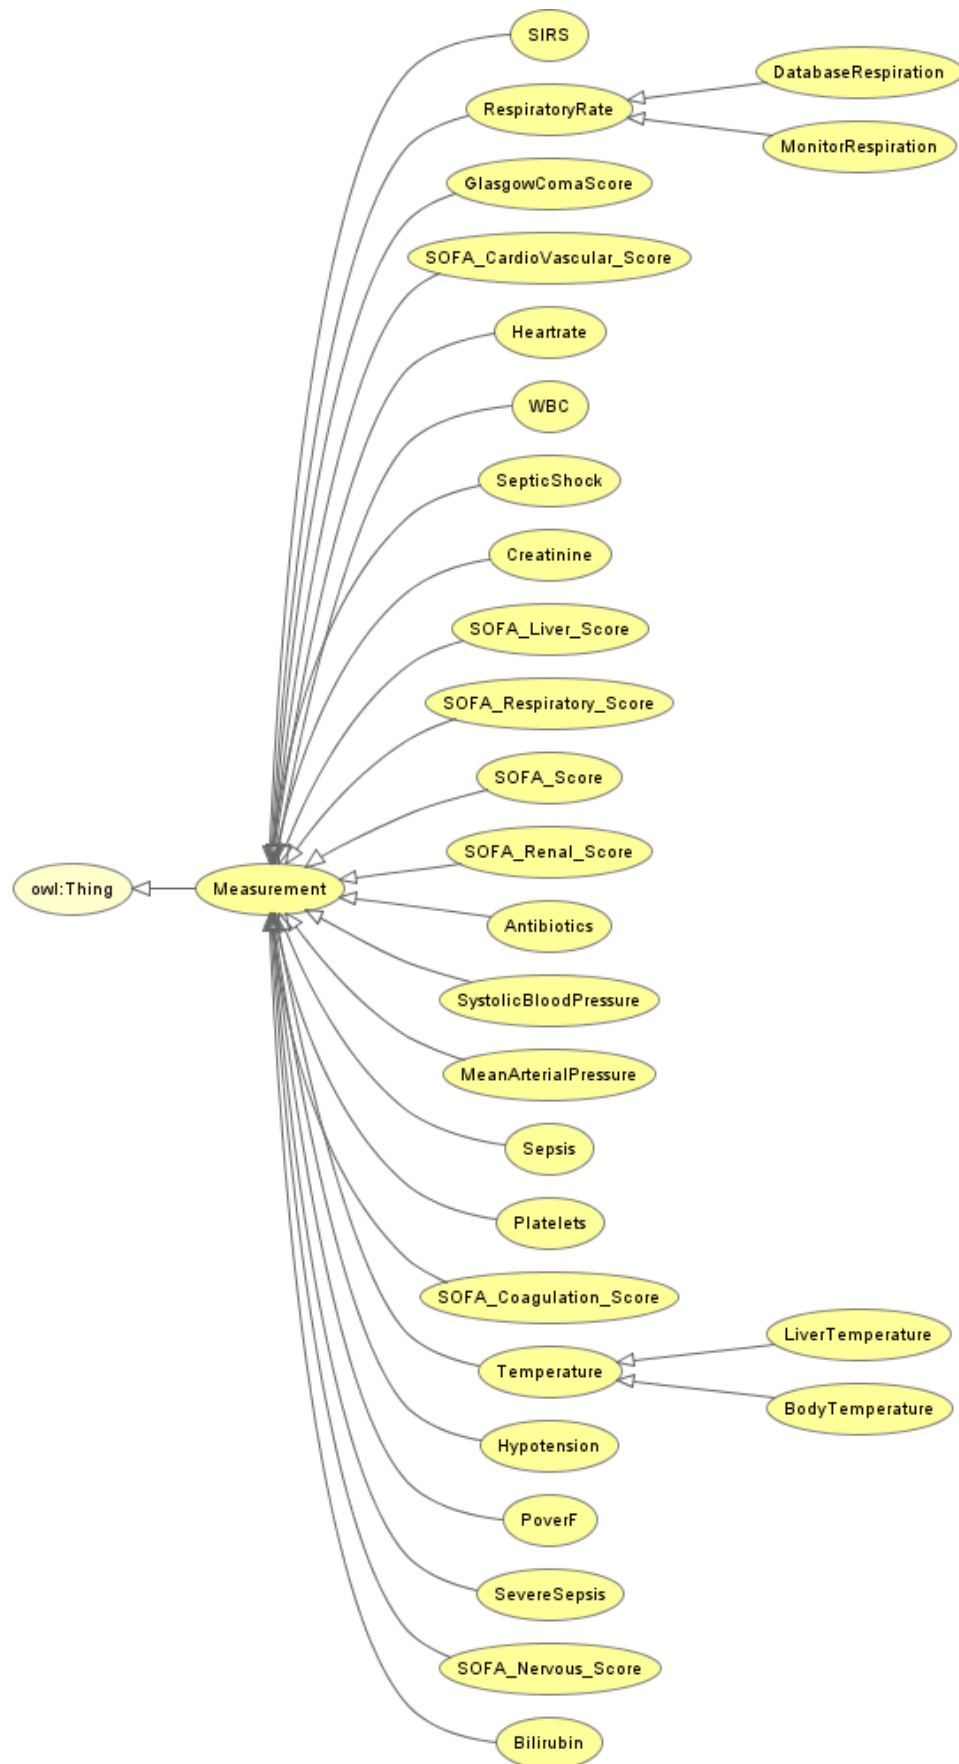 SIRS
DatabaseRespiration
RespiratoryRate
MonitorRespiration
GlasgowComaScore
SOFA_CardioVascular_Score
Heartrate
WBC
SepticShock
Creatinine
SOFA_Liver_Score
SOFA_Respiratory_Score
SOFA_Score
SOFA_Renal_Score
owl:Thing
Measurement
Antibiotics
SystolicBloodPressure
MeanArterialPressure
Sepsis
Platelets
SOFA_Coagulation_Score
LiverTemperature
Temperature
BodyTemperature
Hypotension
PoverF
SevereSepsis
SOFA_Nervous_Score
Bilirubin